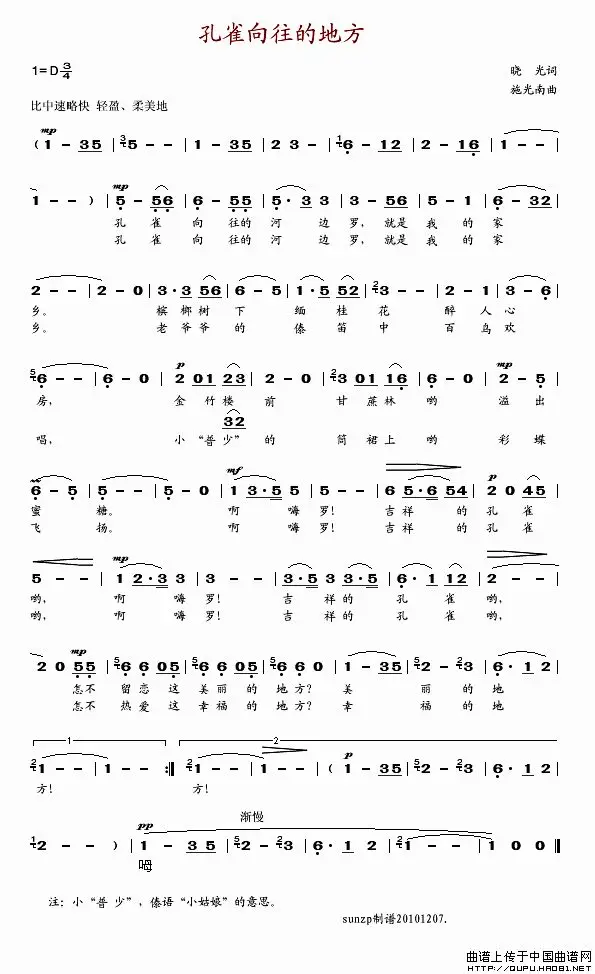 孔雀向往的地方
1=D 3/4
晓 光词
施光南曲
比中速略快 轻盈、柔美地
mp
( 1 - 35 | 5 - - | 1 - 35 | 2 - 3 | 6 - 12 | 2 - 16 | 1 - - |
mp
1 - - ) | 5 - 56 | 6 - 55 | 5 · 3 3 | 3 - 56 | 5 - 5 | 6 - 32 |
孔 雀 向 往的 河 边 罗, 就是 我 的 家
孔 雀 向 往的 河 边 罗, 就是 我 的 家
2 - - | 2 - 0 | 3·3 56 | 6 - 0 | 1·5 52 | 2 - - | 2 - 1 | 3 - 6 |
乡。 槟榔树 下 缅桂花 醉人心
乡。 老爷爷 的 傣笛中 百鸟欢
p mp
6 - - | 6 - 0 | 2 01 23 | 2 - 0 | 3 01 16 | 6 - 0 | 2 - 5 |
房, 金竹楼 前 甘蔗林 哟 溢出
32
唱, 小“普少” 的 筒裙上 哟 彩蝶
mf p
6 - 5 | 5 - - | 5 - 0 | 1 3·5 5 | 5 - - | 6 5·6 54 | 2 0 45 |
蜜 糖。 啊 嗨 罗! 吉祥 的 孔雀
飞 扬。 啊 嗨 罗! 吉祥 的 孔雀
mp
5 - - | 1 2·3 3 | 3 - - | 3·5 3·5 3 | 6· 1 12 | 2 - - |
哟, 啊 嗨 罗! 吉 祥的 孔 雀哟,
哟, 啊 嗨 罗! 吉 祥的 孔 雀哟,
mp
2 0 55 | 6 6 05 | 6 6 05 | 6 6 0 | 1 - 35 | 2 - 3 | 6· 1 2 |
怎不 留恋 这 美丽 的 地方? 美 丽 的地
怎不 热爱 这 幸福 的 地方? 幸 福 的地
1 2
p
1 - - | 1 - - :| 1 - - | 1 - - | ( 1 - 35 | 2 - 3 | 6· 1 2 |
方! 方!
渐慢
pp
2 - - ) | 1 - 35 | 2 - 3 | 6· 1 2 | 1 - - | 1 0 0 ‖
呣
注：小“普 少”，傣语“小姑娘”的意思。
sunzp制谱20101207.
曲谱上传于中国曲谱网
HTTP://QUPU.HAO81.NET